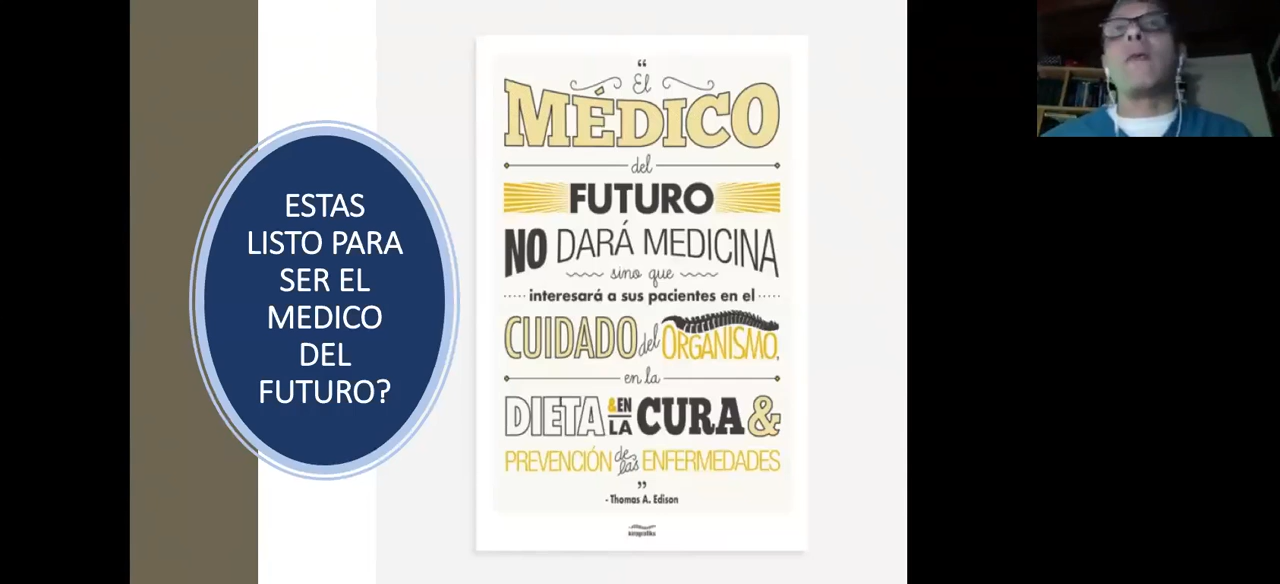 ESTAS
LISTO PARA
SER EL
MEDICO
DEL
FUTURO?
“
El
MÉDICO
del
FUTURO
NO DARÁ MEDICINA
sino que
interesará a sus pacientes en el
CUIDADO del ORGANISMO,
en la
DIETA & EN LA CURA &
PREVENCIÓN de las ENFERMEDADES
”
- Thomas A. Edison